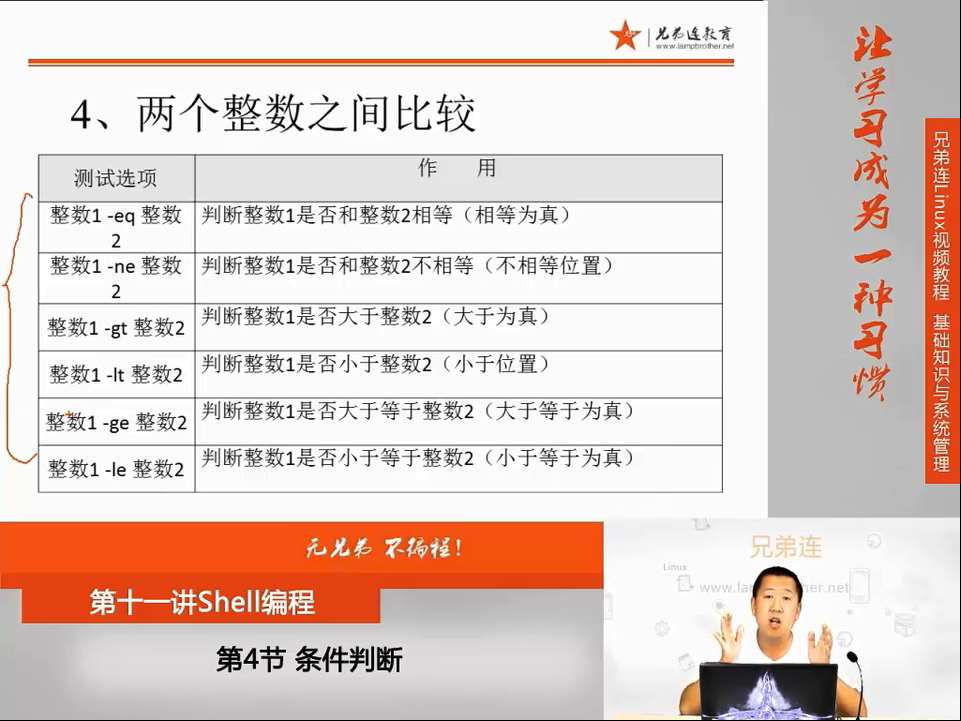 兄弟连教育
www.lampbrother.net
4、两个整数之间比较
测试选项
作 用
整数1 -eq 整数
2
判断整数1是否和整数2相等（相等为真）
整数1 -ne 整数
2
判断整数1是否和整数2不相等（不相等位置）
整数1 -gt 整数2
判断整数1是否大于整数2（大于为真）
整数1 -lt 整数2
判断整数1是否小于整数2（小于位置）
整数1 -ge 整数2
判断整数1是否大于等于整数2（大于等于为真）
整数1 -le 整数2
判断整数1是否小于等于整数2（小于等于为真）
让学习成为一种习惯
兄弟连Linux视频教程 基础知识与系统管理
无兄弟 不编程！
第十一讲Shell编程
第4节 条件判断
兄弟连
Linux